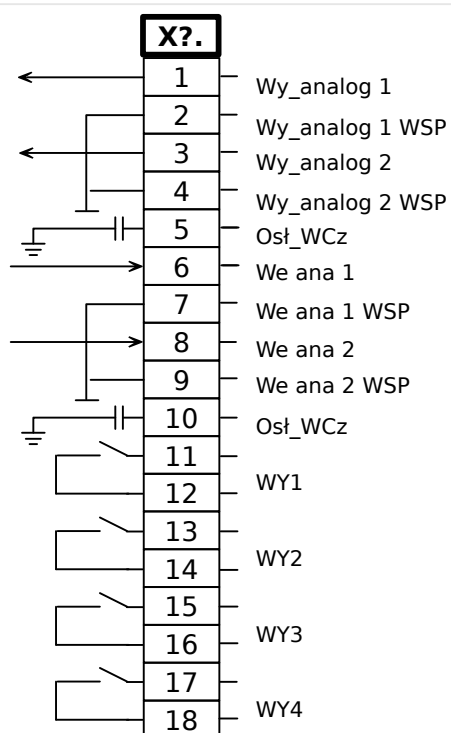 X?.
1 Wy_analog 1
2 Wy_analog 1 WSP
3 Wy_analog 2
4 Wy_analog 2 WSP
5 Osł_WCz
6 We ana 1
7 We ana 1 WSP
8 We ana 2
9 We ana 2 WSP
10 Osł_WCz
11
WY1
12
13
WY2
14
15
WY3
16
17
WY4
18